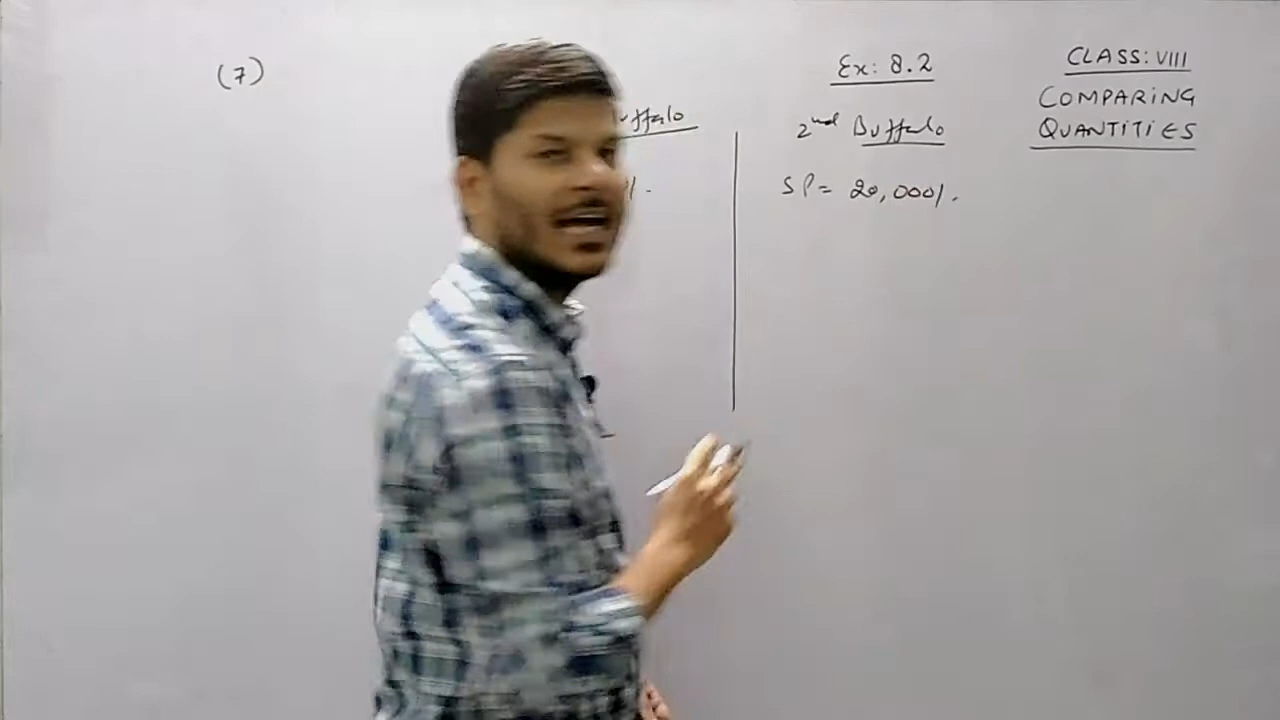 (7)
Ex: 8.2
CLASS: VIII
COMPARING
QUANTITIES
2nd Buffalo
SP= 20,000/.